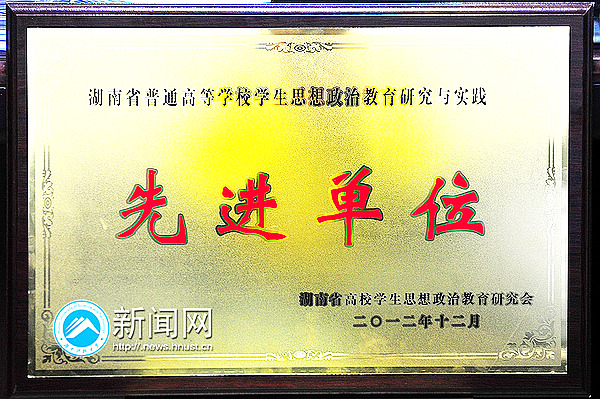 湖南省普通高等学校学生思想政治教育研究与实践
先进单位
湖南省高校学生思想政治教育研究会
二〇一二年十二月
新闻网
http://news.hnust.cn